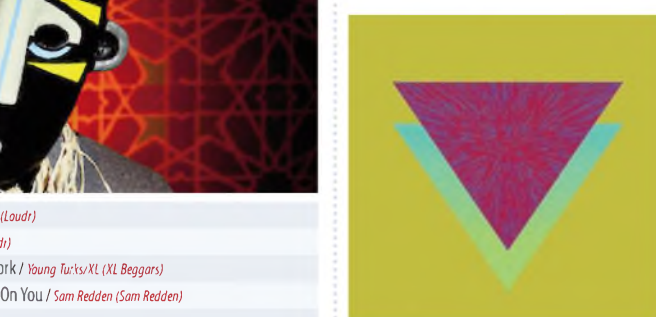 (Loudr)
dr)
ork / Young Turks/XL (XL Beggars)
On You / Sam Redden (Sam Redden)